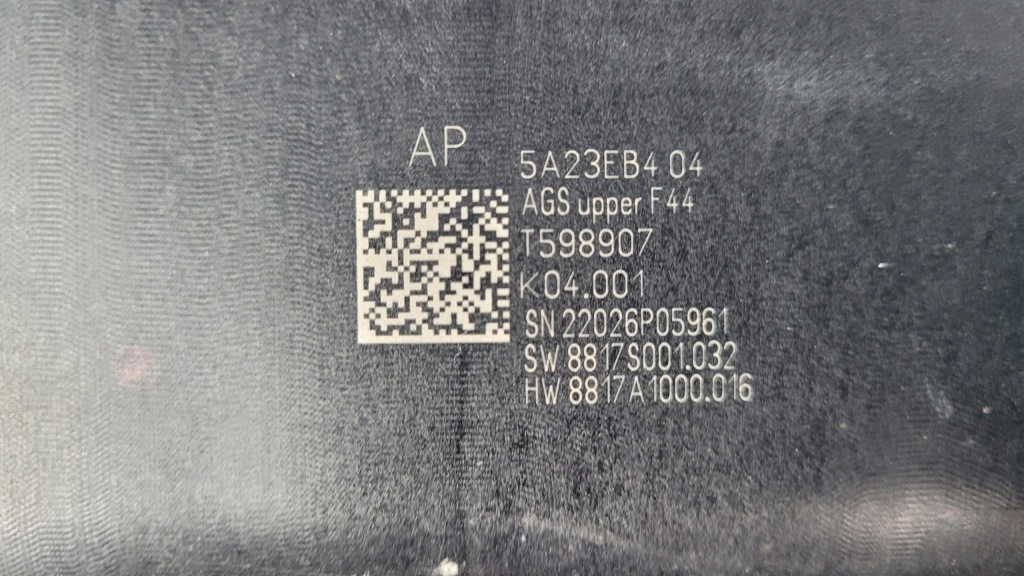 AP
5A23EB4 04
AGS upper F44
T598907
K04.001
SN 22026P05961
SW 8817S001.032
HW 8817A1000.016